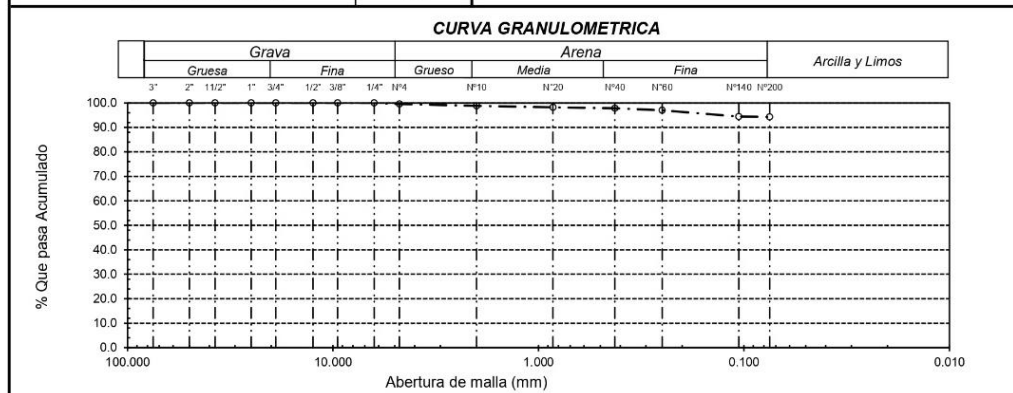 CURVA GRANULOMETRICA
Grava Arena Arcilla y Limos
Gruesa Fina Grueso Media Fina
3" 2" 11/2" 1" 3/4" 1/2" 3/8" 1/4" Nº4 Nº10 N°20 Nº40 N°60 N°140 Nº200
100.0
90.0
80.0
70.0
60.0
50.0
40.0
30.0
20.0
10.0
0.0
% Que pasa Acumulado
100.000 10.000 1.000 0.100 0.010
Abertura de malla (mm)